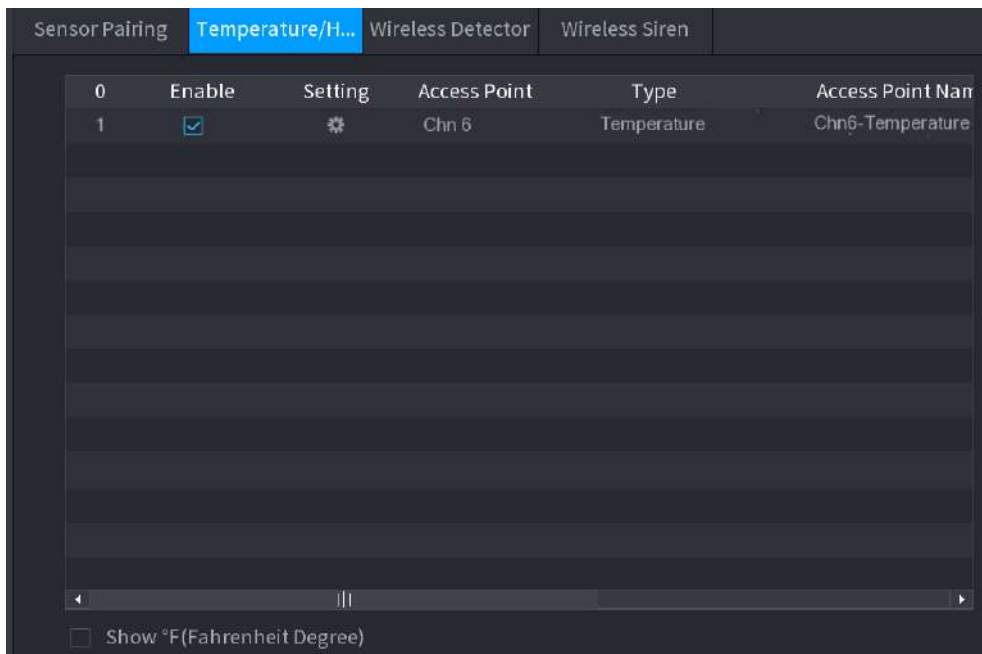 Sensor Pairing Temperature/H... Wireless Detector Wireless Siren
0 Enable Setting Access Point Type Access Point Nam
1 Chn 6 Temperature Chn6-Temperature
Show °F(Fahrenheit Degree)